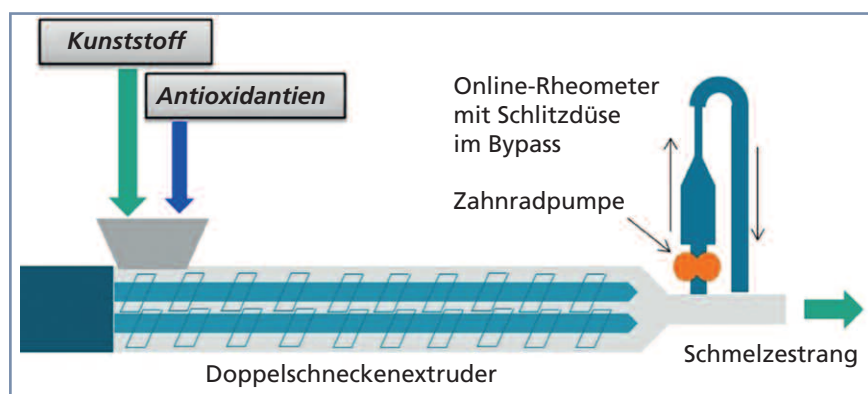 Kunststoff
Antioxidantien
Online-Rheometer
mit Schlitzdüse
im Bypass
Zahnradpumpe
Schmelzestrang
Doppelschneckenextruder